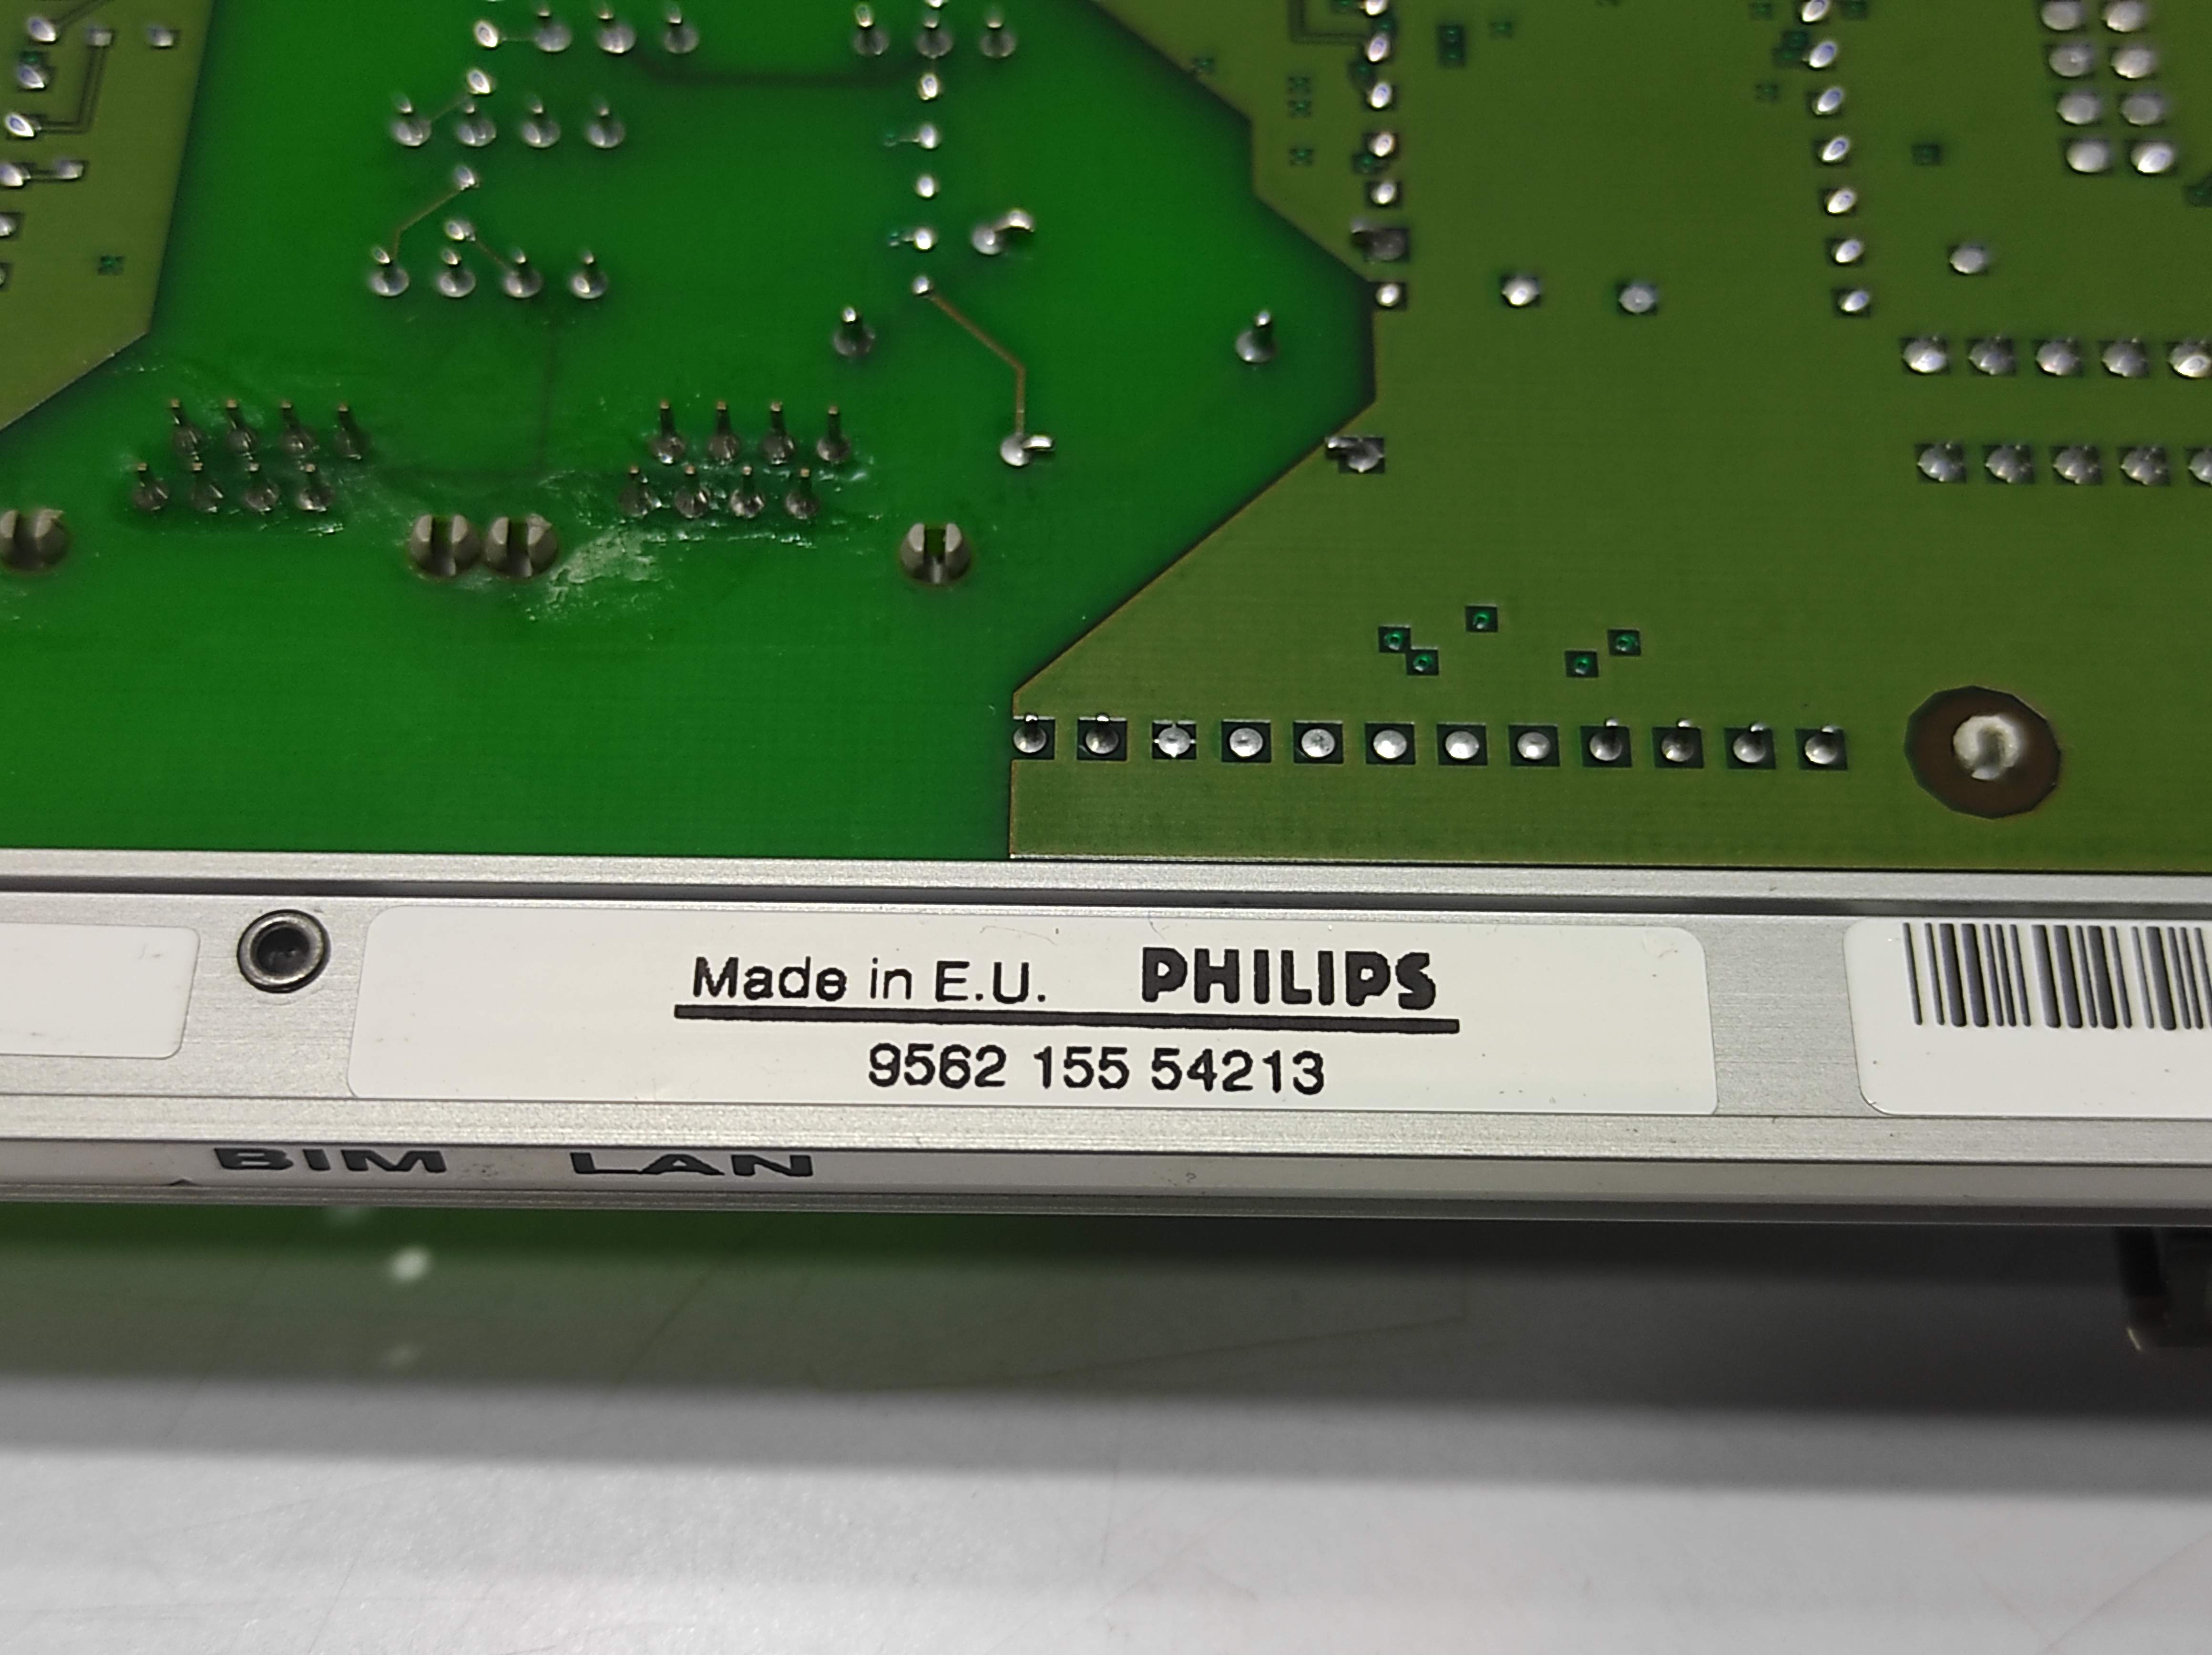 Made in E.U. PHILIPS
9562 155 54213
BIM LAN